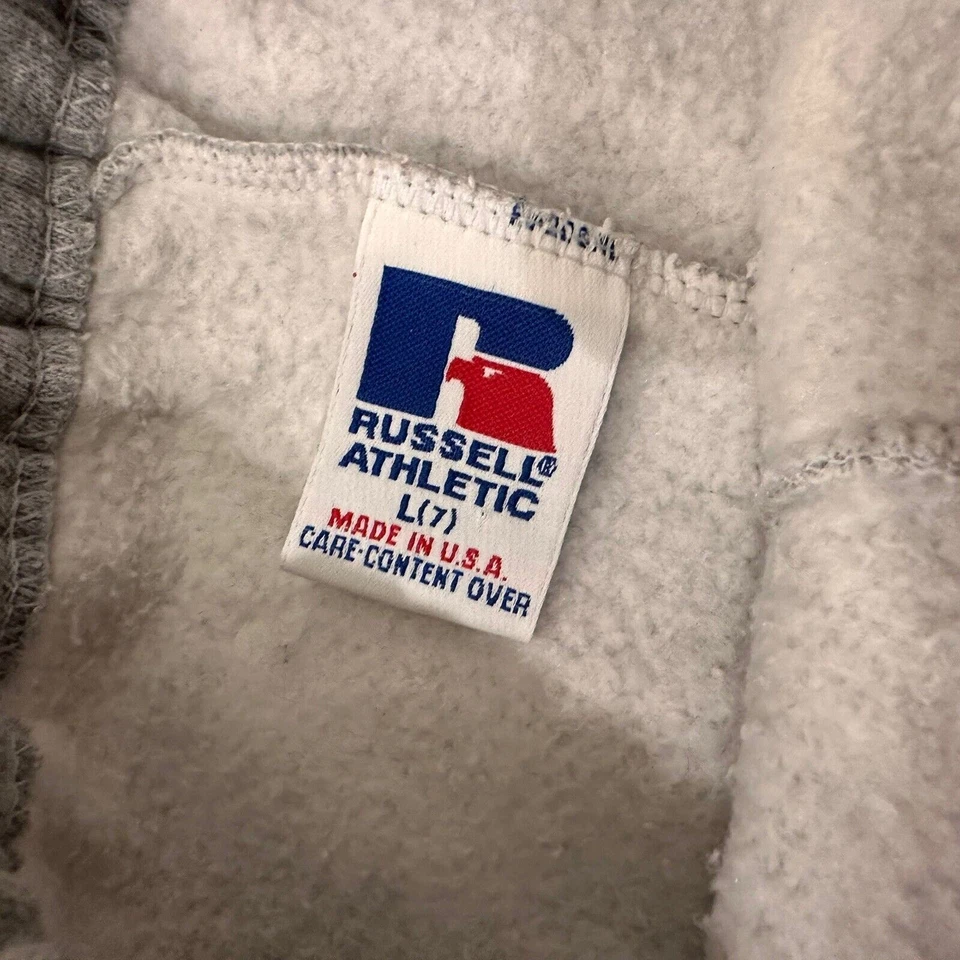 RUSSELL®
ATHLETIC
L(7)
MADE IN U.S.A.
CARE-CONTENT OVER